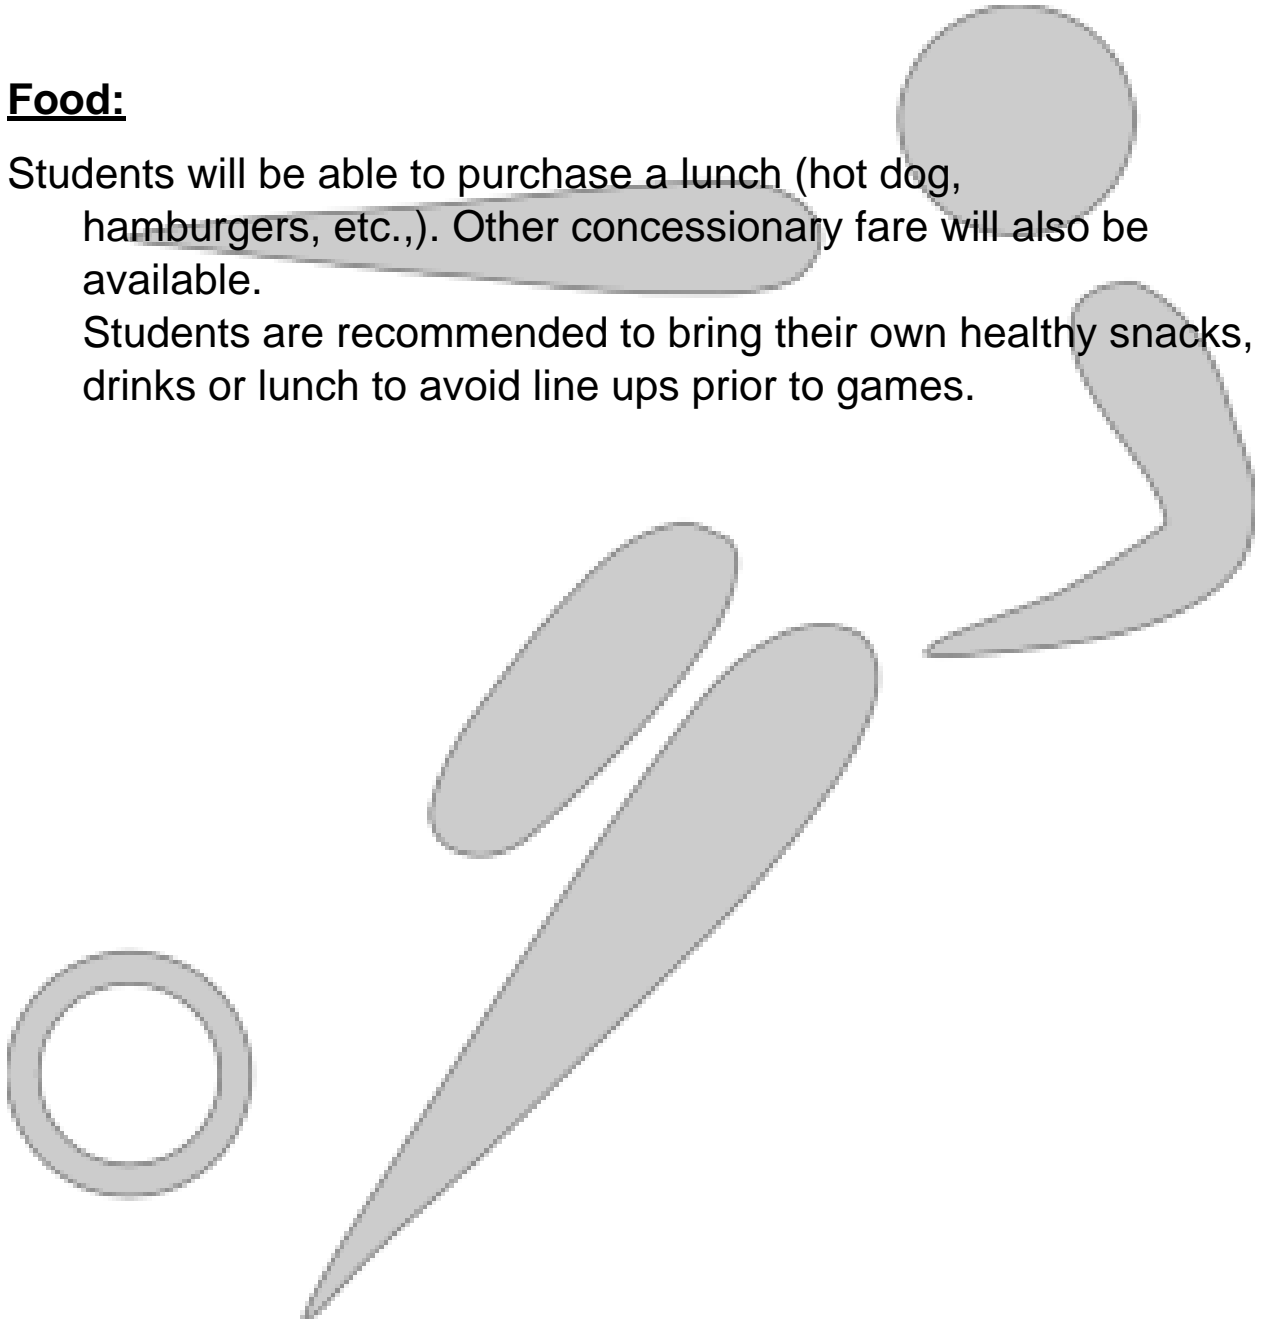 Food:
Students will be able to purchase a lunch (hot dog,
hamburgers, etc.,). Other concessionary fare will also be
available.
Students are recommended to bring their own healthy snacks,
drinks or lunch to avoid line ups prior to games.